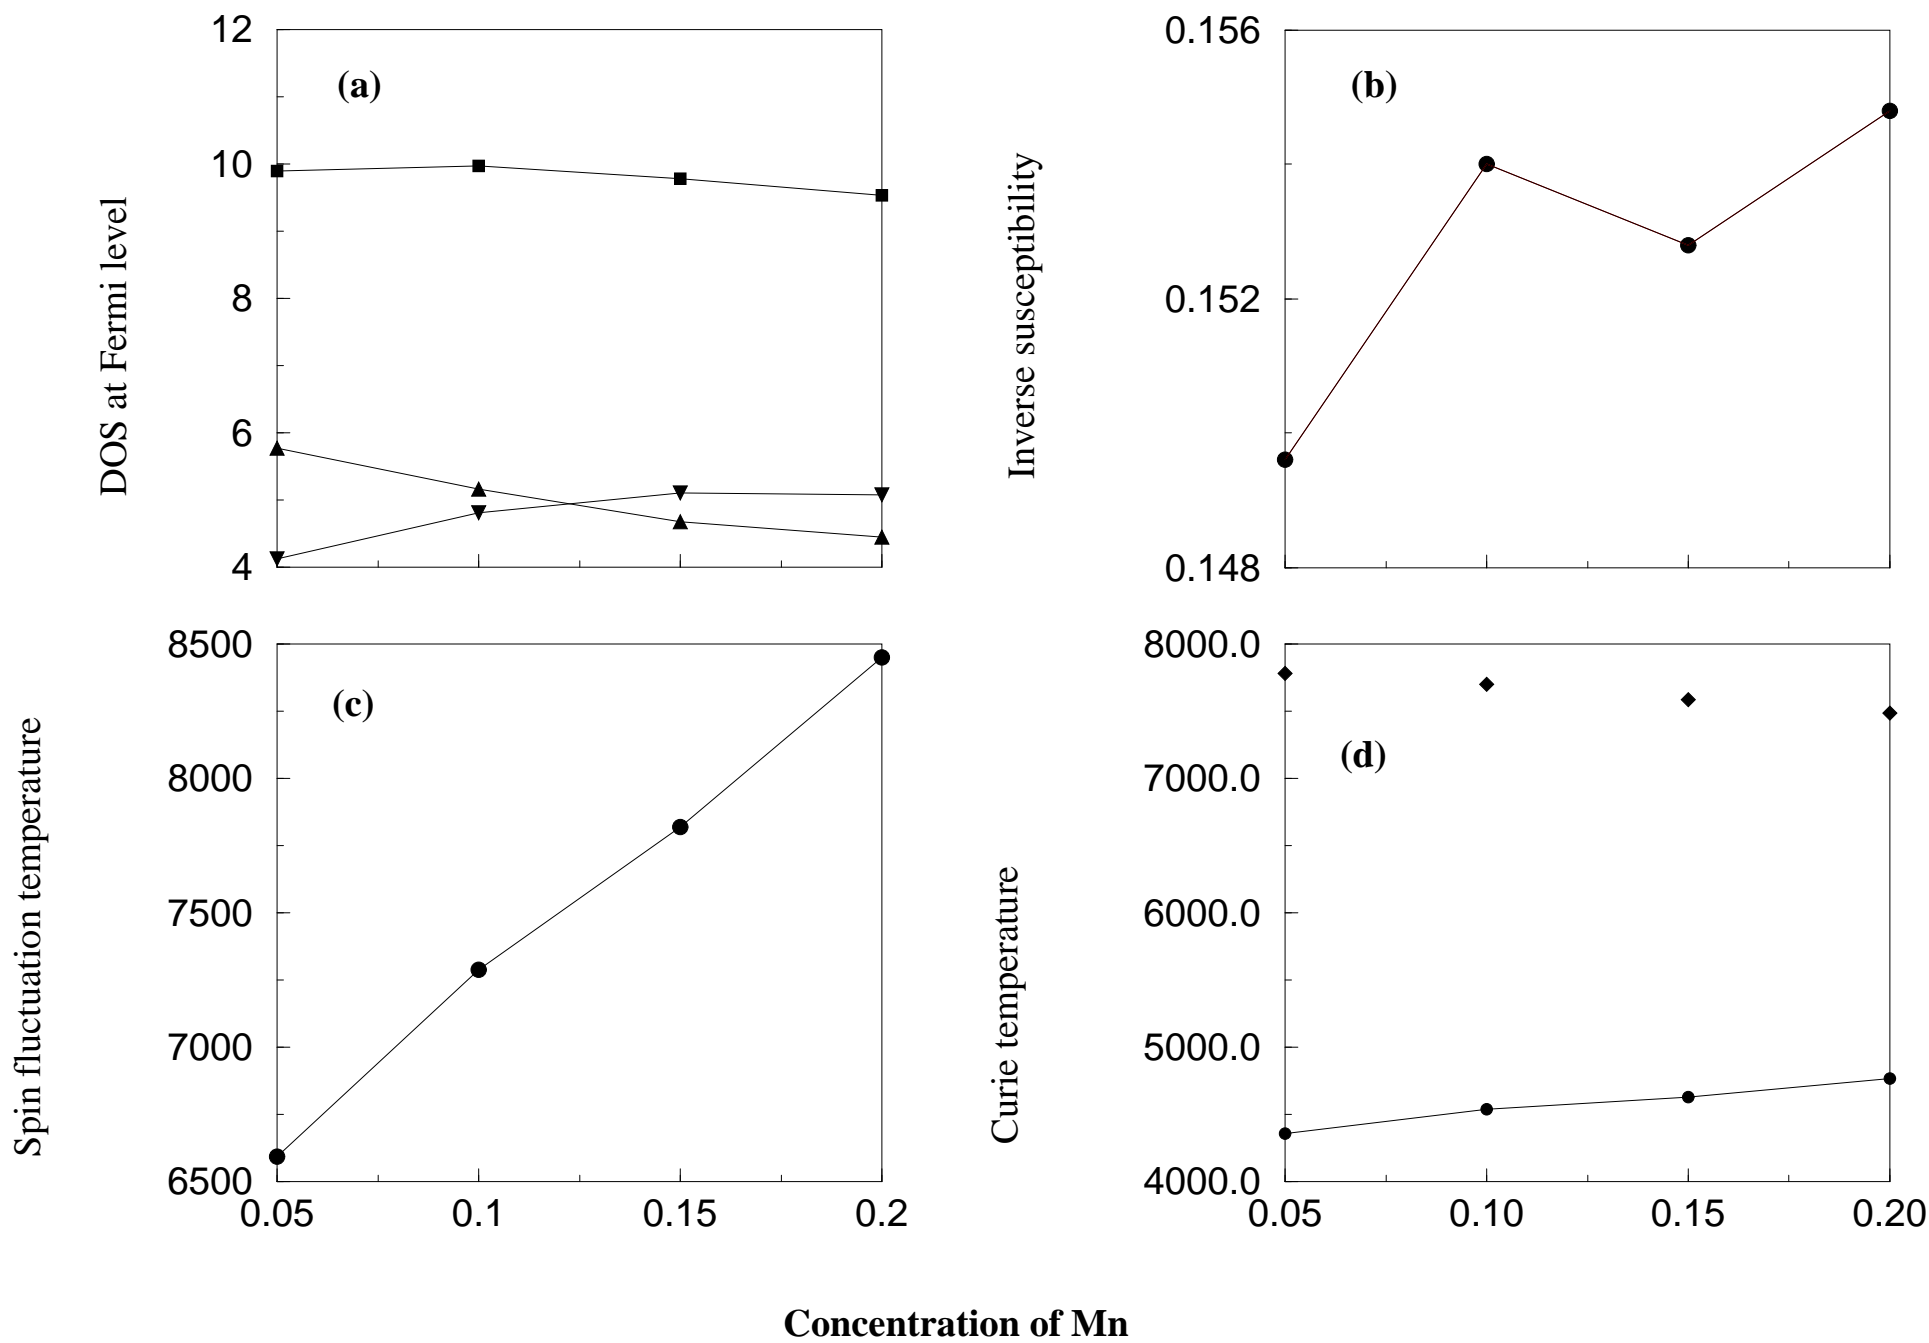 12
10
8
6
4
DOS at Fermi level
(a)
0.156
0.152
0.148
Inverse susceptibility
(b)
8500
8000
7500
7000
6500
Spin fluctuation temperature
(c)
0.05 0.1 0.15 0.2
8000.0
7000.0
6000.0
5000.0
4000.0
Curie temperature
(d)
0.05 0.10 0.15 0.20
Concentration of Mn